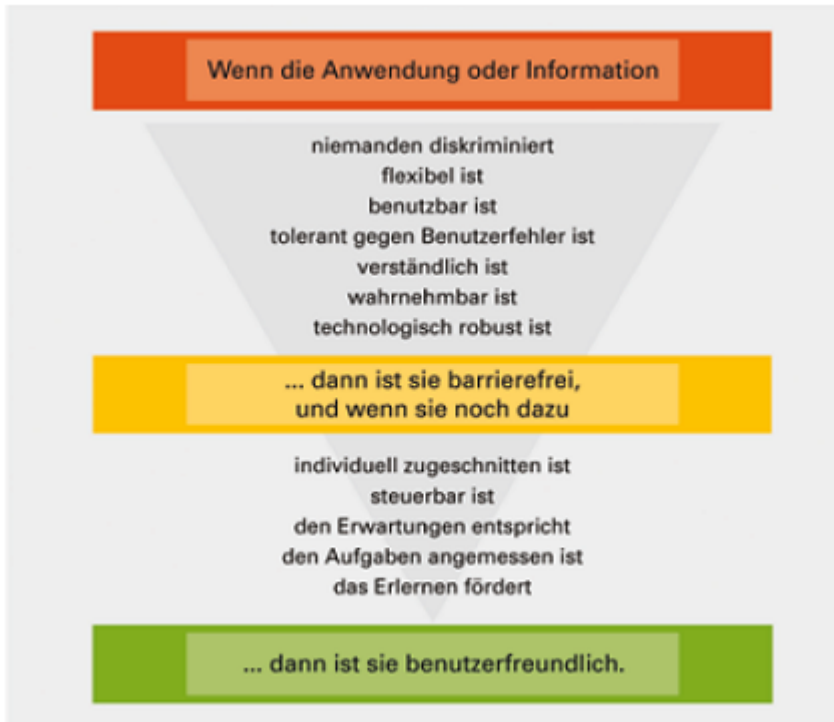 Wenn die Anwendung oder Information
niemanden diskriminiert
flexibel ist
benutzbar ist
tolerant gegen Benutzerfehler ist
verständlich ist
wahrnehmbar ist
technologisch robust ist
... dann ist sie barrierefrei,
und wenn sie noch dazu
individuell zugeschnitten ist
steuerbar ist
den Erwartungen entspricht
den Aufgaben angemessen ist
das Erlernen fördert
... dann ist sie benutzerfreundlich.